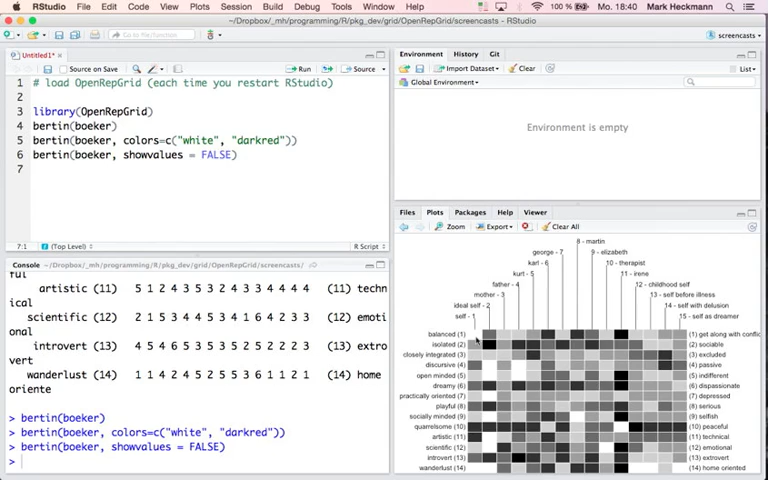 RStudio File Edit Code View Plots Session Build Debug Tools Window Help 100 % Mo. 18:40 Mark Heckmann
~/Dropbox/_mh/programming/R/pkg_dev/grid/OpenRepGrid/screencasts - RStudio
Go to file/function
screencasts
Untitled1*
Source on Save Run Source
1 # load OpenRepGrid (each time you restart RStudio)
2
3 library(OpenRepGrid)
4 bertin(boeker)
5 bertin(boeker, colors=c("white", "darkred"))
6 bertin(boeker, showvalues = FALSE)
7
7:1 (Top Level) R Script
Console ~/Dropbox/_mh/programming/R/pkg_dev/grid/OpenRepGrid/screencasts/
ful
artistic (11) 5 1 2 4 3 5 3 2 4 3 3 4 4 4 4 (11) techn
ical
scientific (12) 2 1 5 3 4 4 5 3 4 1 6 4 2 3 3 (12) emoti
onal
introvert (13) 4 5 4 6 5 3 5 3 5 2 5 2 2 2 3 (13) extro
vert
wanderlust (14) 1 1 4 2 4 5 2 5 5 3 6 1 1 2 1 (14) home
oriente
> bertin(boeker)
> bertin(boeker, colors=c("white", "darkred"))
> bertin(boeker, showvalues = FALSE)
>
Environment History Git
Import Dataset Clear List
Global Environment
Environment is empty
Files Plots Packages Help Viewer
Zoom Export Clear All
8 - martin
george - 7 9 - elizabeth
karl - 6 10 - therapist
kurt - 5 11 - irene
father - 4 12 - childhood self
mother - 3 13 - self before illness
ideal self - 2 14 - self with delusion
self - 1 15 - self as dreamer
balanced (1) (1) get along with conflic
isolated (2) (2) sociable
closely integrated (3) (3) excluded
discursive (4) (4) passive
open minded (5) (5) indifferent
dreamy (6) (6) dispassionate
practically oriented (7) (7) depressed
playful (8) (8) serious
socially minded (9) (9) selfish
quarrelsome (10) (10) peaceful
artistic (11) (11) technical
scientific (12) (12) emotional
introvert (13) (13) extrovert
wanderlust (14) (14) home oriented